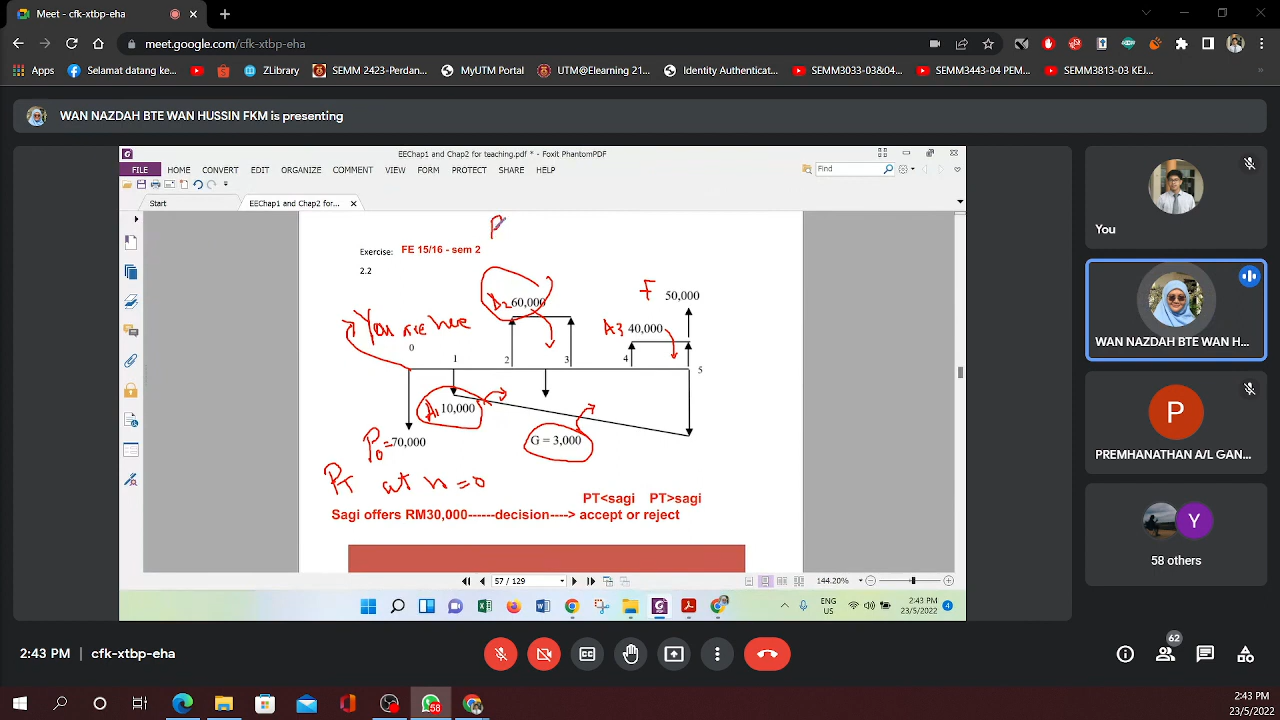 Meet - cfk-xtbp-eha
meet.google.com/cfk-xtbp-eha
Apps
Selamat datang ke...
ZLibrary
SEMM 2423-Perdan...
MyUTM Portal
UTM@Elearning 21...
Identity Authenticat...
SEMM3033-03&04...
SEMM3443-04 PEM...
SEMM3813-03 KEJ...
WAN NAZDAH BTE WAN HUSSIN FKM is presenting
EEChap1 and Chap2 for teaching.pdf * - Foxit PhantomPDF
FILE HOME CONVERT EDIT ORGANIZE COMMENT VIEW FORM PROTECT SHARE HELP
Find
Start
EEChap1 and Chap2 for...
P
Exercise: FE 15/16 - sem 2
2.2
You are here
A2 60,000
F 50,000
A3 40,000
0
1
2
3
4
5
A1 10,000
G = 3,000
P0 = 70,000
PT at n = 0
PT<sagi PT>sagi
Sagi offers RM30,000------decision----> accept or reject
57 / 129
144.20%
ENG
US
2:43 PM
23/5/2022
4
You
WAN NAZDAH BTE WAN H...
P
PREMHANATHAN A/L GAN...
Y
58 others
2:43 PM | cfk-xtbp-eha
62
58
2:43 PM
23/5/2022